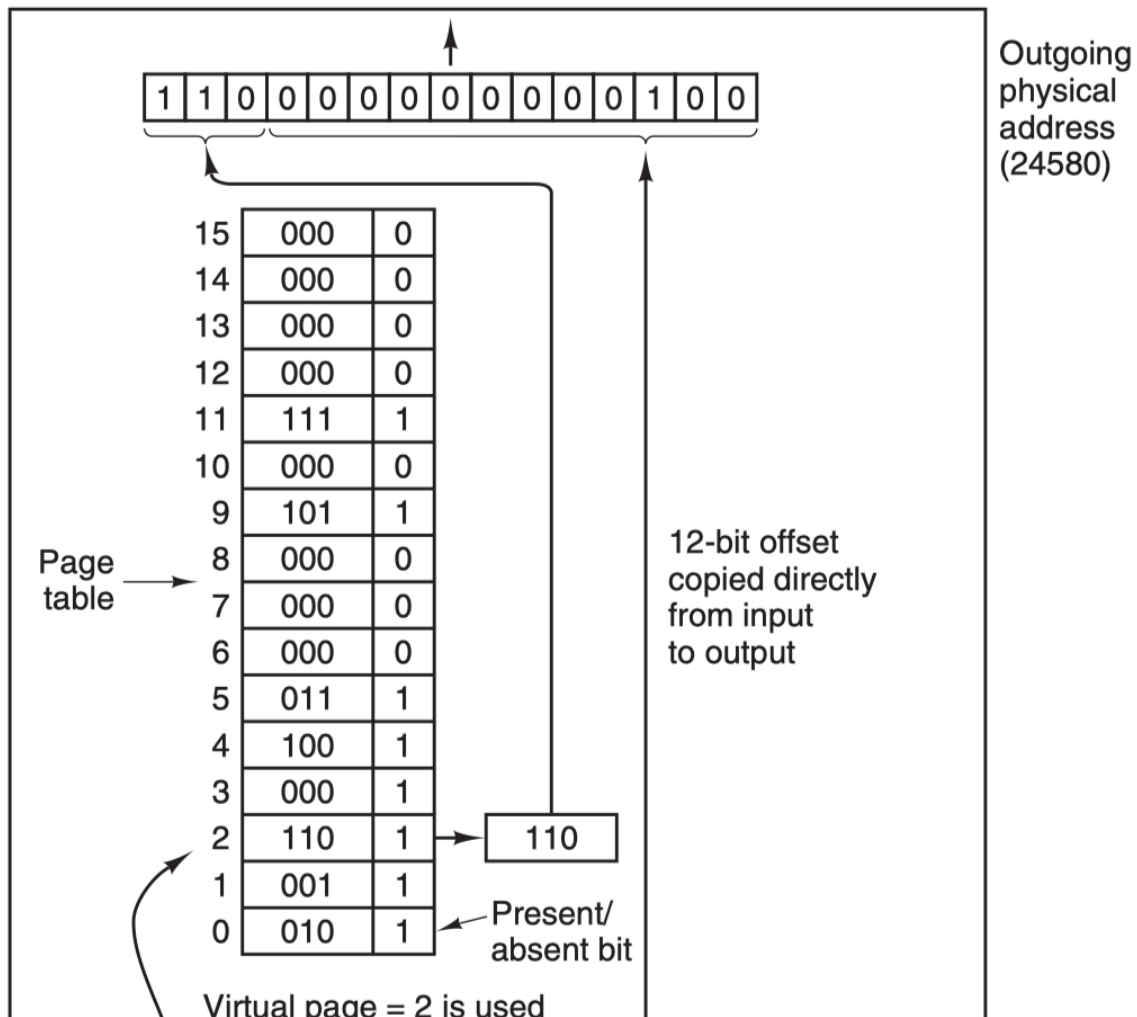 1 1 0 0 0 0 0 0 0 0 0 0 1 0 0
Outgoing
physical
address
(24580)
15 000 0
14 000 0
13 000 0
12 000 0
11 111 1
10 000 0
9 101 1
8 000 0
7 000 0
6 000 0
5 011 1
4 100 1
3 000 1
2 110 1 110
1 001 1
0 010 1
Page
table
12-bit offset
copied directly
from input
to output
Present/
absent bit
Virtual page = 2 is used